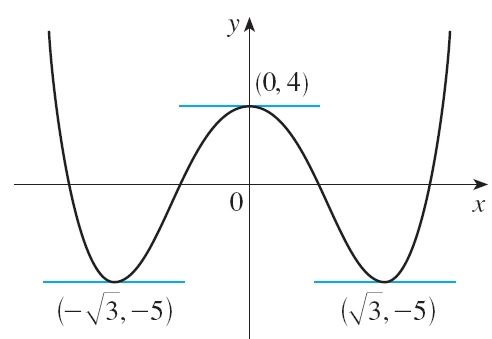 y
(0, 4)
0
x
(−√3, −5)
(√3, −5)